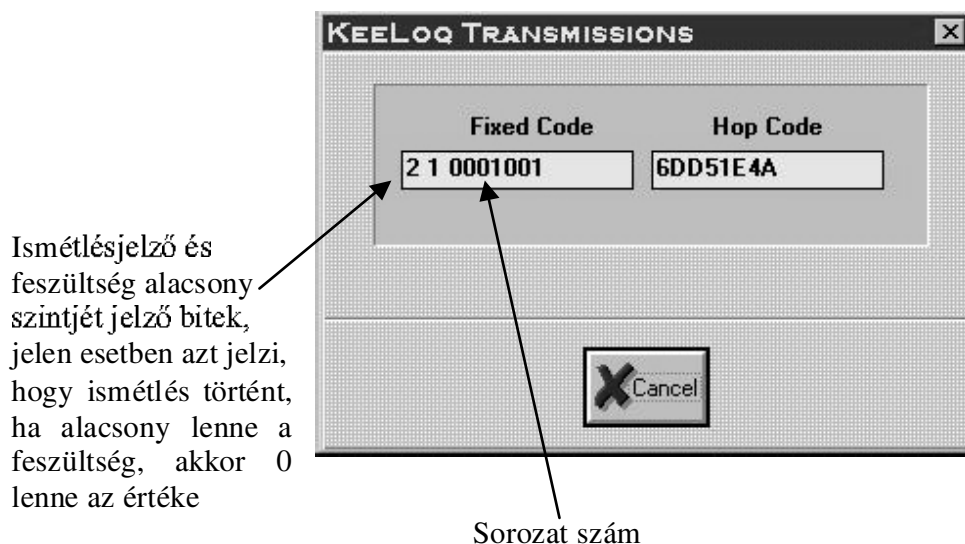 KEELOQ TRANSMISSIONS
Fixed Code
Hop Code
2 1 0001001
6DD51E4A
Cancel
Ismétlésjelző és
feszültség alacsony
szintjét jelző bitek,
jelen esetben azt jelzi,
hogy ismétlés történt,
ha alacsony lenne a
feszültség, akkor 0
lenne az értéke
Sorozat szám